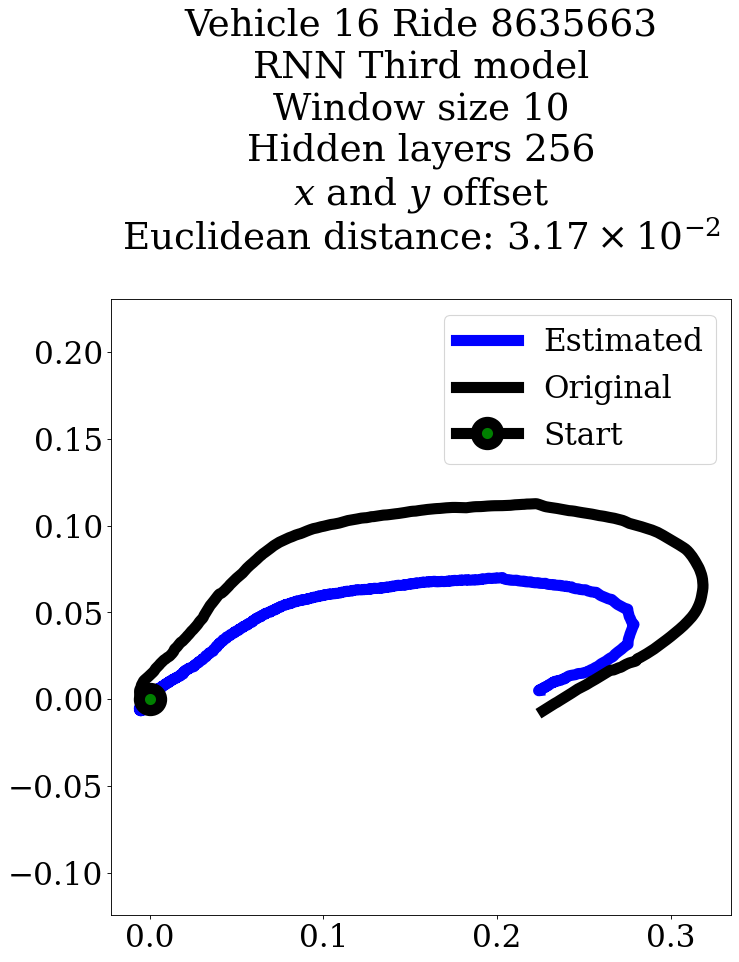 Vehicle 16 Ride 8635663
RNN Third model
Window size 10
Hidden layers 256
x and y offset
Euclidean distance: 3.17 × 10⁻²
Estimated
Original
Start
0.20
0.15
0.10
0.05
0.00
−0.05
−0.10
0.0 0.1 0.2 0.3